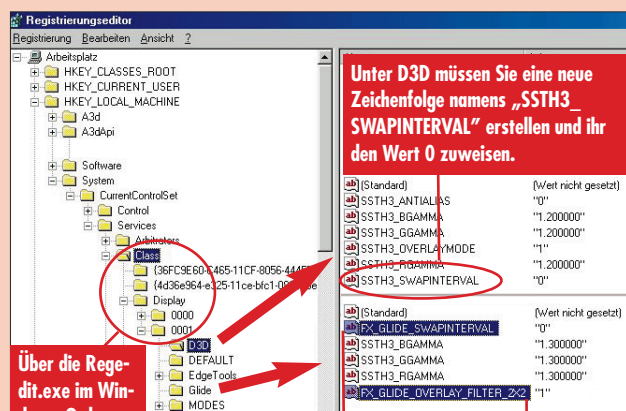 Registrierungseditor
Registrierung Bearbeiten Ansicht ?
Arbeitsplatz
HKEY_CLASSES_ROOT
HKEY_CURRENT_USER
HKEY_LOCAL_MACHINE
A3d
A3dApi
Software
System
CurrentControlSet
Control
Services
Arbitrators
Class
Display
0000
0001
D3D
DEFAULT
EdgeTools
Glide
MODES
Über die Rege-
dit.exe im Win-
Unter D3D müssen Sie eine neue
Zeichenfolge namens „SSTH3_
SWAPINTERVAL” erstellen und ihr
den Wert 0 zuweisen.
(Standard) (Wert nicht gesetzt)
SSTH3_ANTIALIAS "0"
SSTH3_BGAMMA "1.200000"
SSTH3_GGAMMA "1.200000"
SSTH3_OVERLAYMODE "1"
SSTH3_RGAMMA "1.200000"
SSTH3_SWAPINTERVAL "0"
(Standard) (Wert nicht gesetzt)
FX_GLIDE_SWAPINTERVAL "0"
SSTH3_BGAMMA "1.300000"
SSTH3_GGAMMA "1.300000"
SSTH3_RGAMMA "1.300000"
FX_GLIDE_OVERLAY_FILTER_2X2 "1"